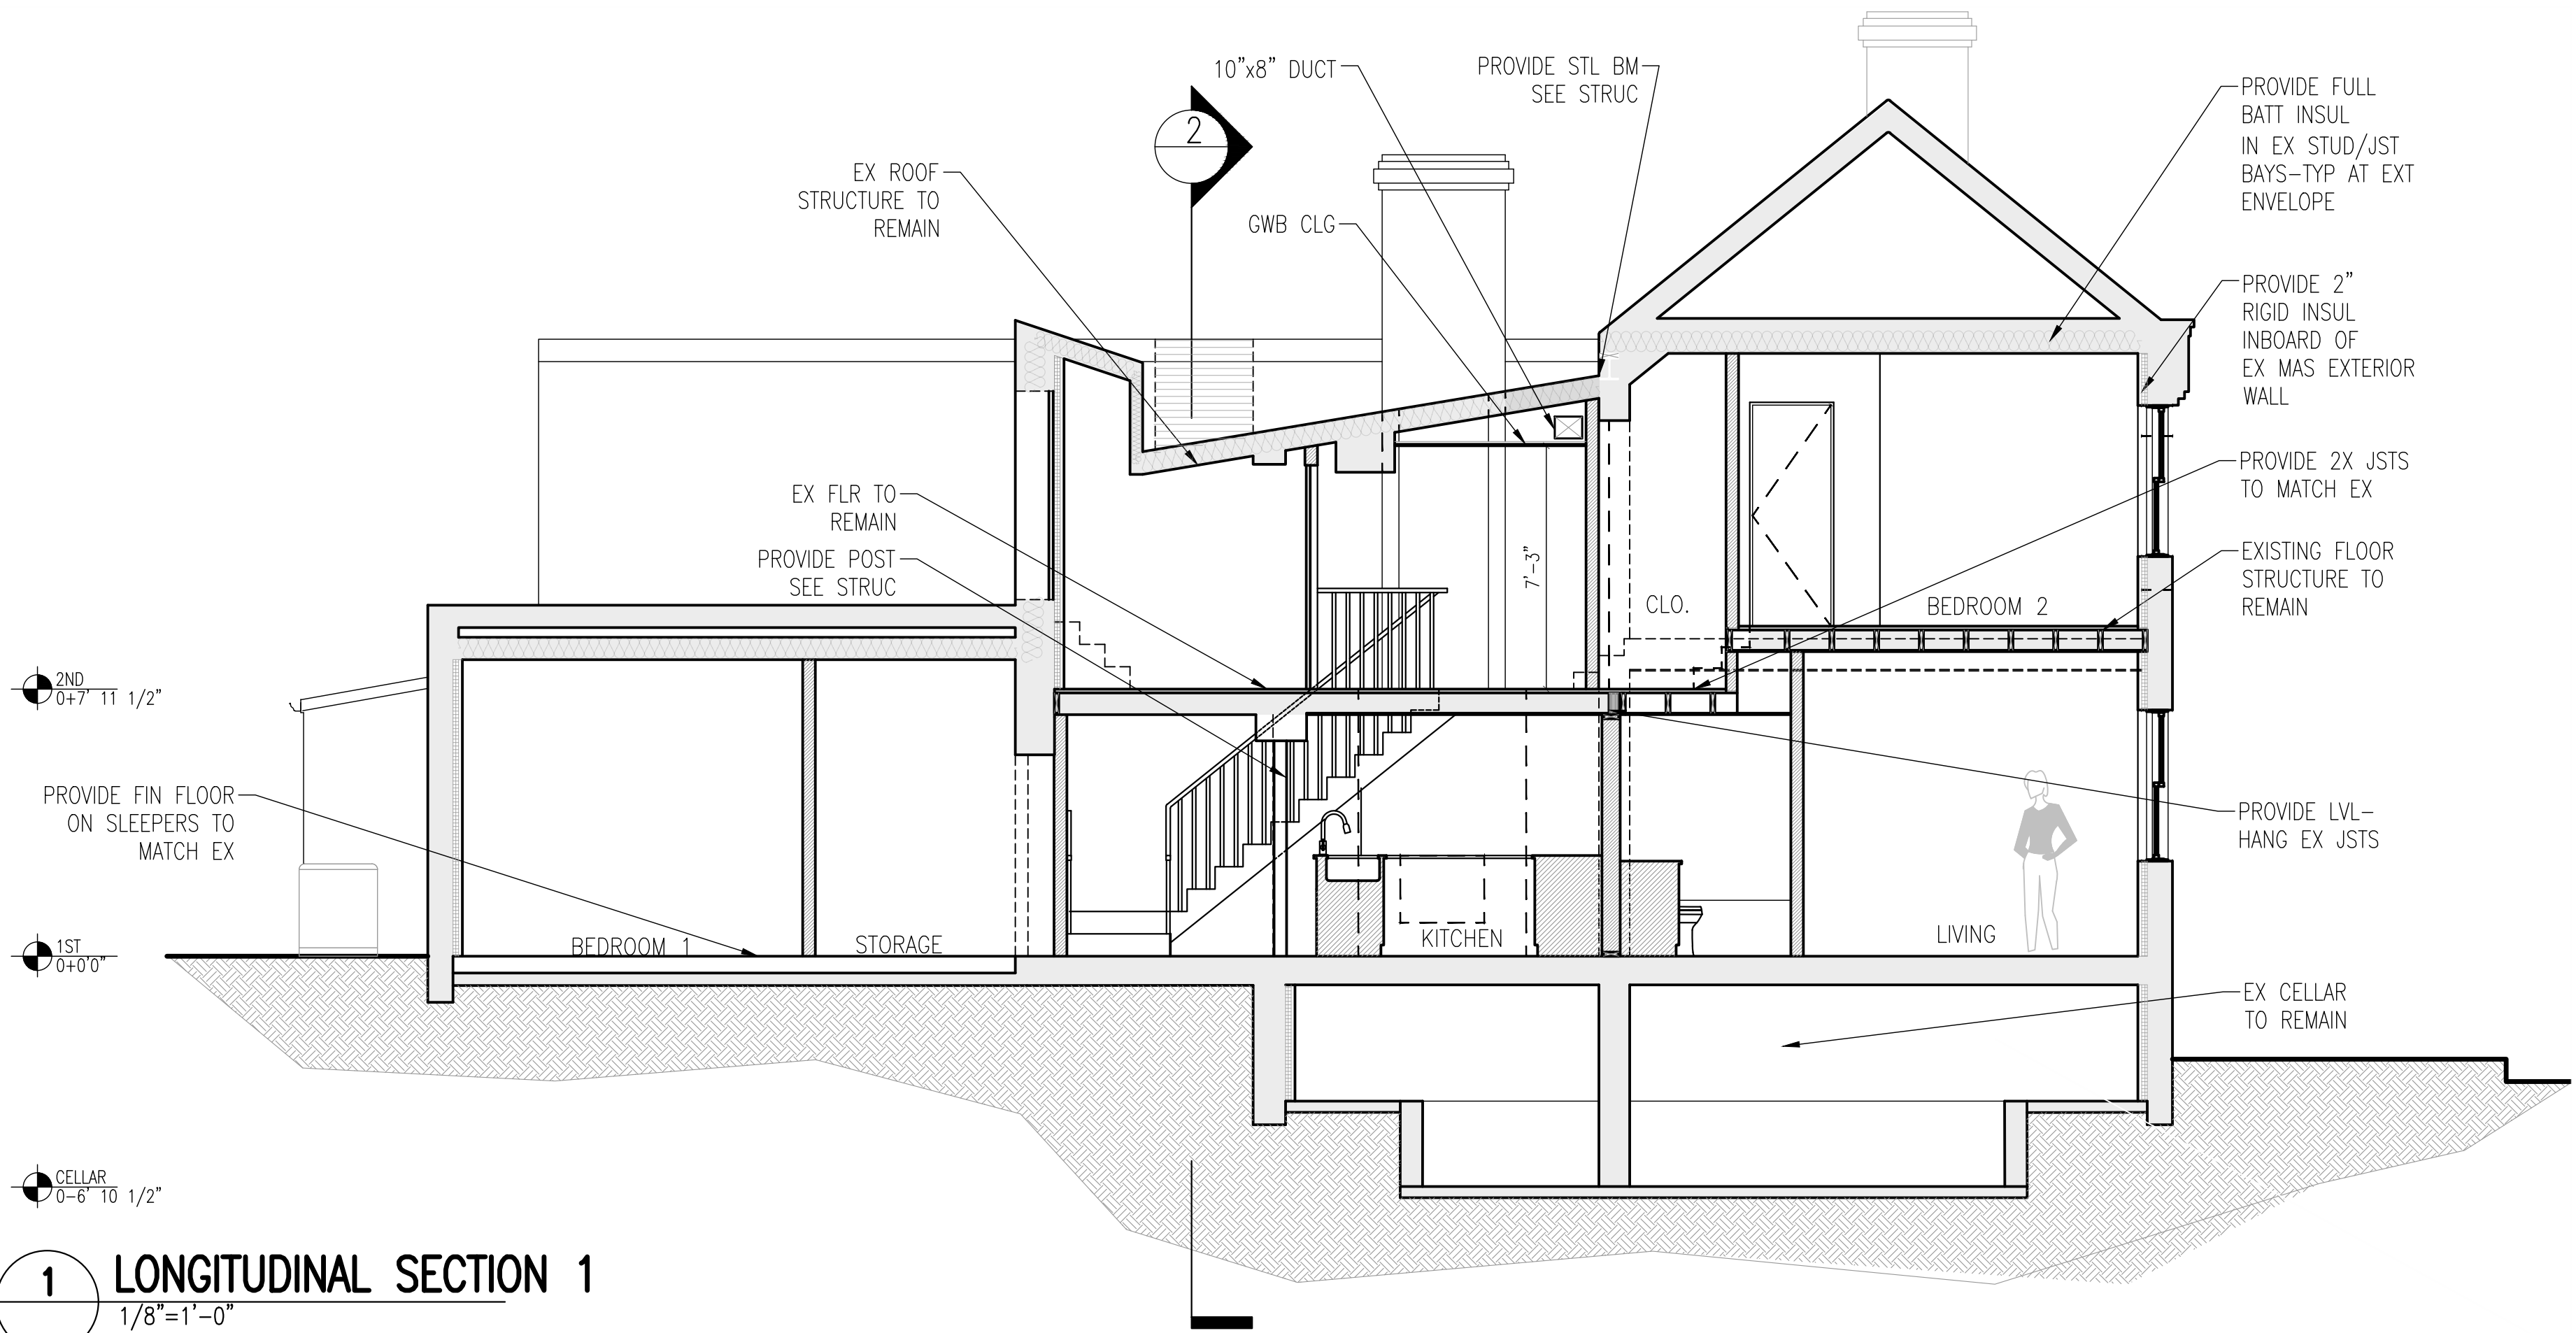 10"x8" DUCT
PROVIDE STL BM
SEE STRUC
2
PROVIDE FULL
BATT INSUL
IN EX STUD/JST
BAYS-TYP AT EXT
ENVELOPE
EX ROOF
STRUCTURE TO
REMAIN
GWB CLG
PROVIDE 2"
RIGID INSUL
INBOARD OF
EX MAS EXTERIOR
WALL
PROVIDE 2X JSTS
TO MATCH EX
EX FLR TO
REMAIN
PROVIDE POST
SEE STRUC
7'-3"
CLO.
BEDROOM 2
EXISTING FLOOR
STRUCTURE TO
REMAIN
2ND
0+7' 11 1/2"
PROVIDE FIN FLOOR
ON SLEEPERS TO
MATCH EX
PROVIDE LVL-
HANG EX JSTS
BEDROOM 1
STORAGE
KITCHEN
LIVING
1ST
0+0'0"
EX CELLAR
TO REMAIN
CELLAR
0-6' 10 1/2"
1
LONGITUDINAL SECTION 1
1/8"=1'-0"